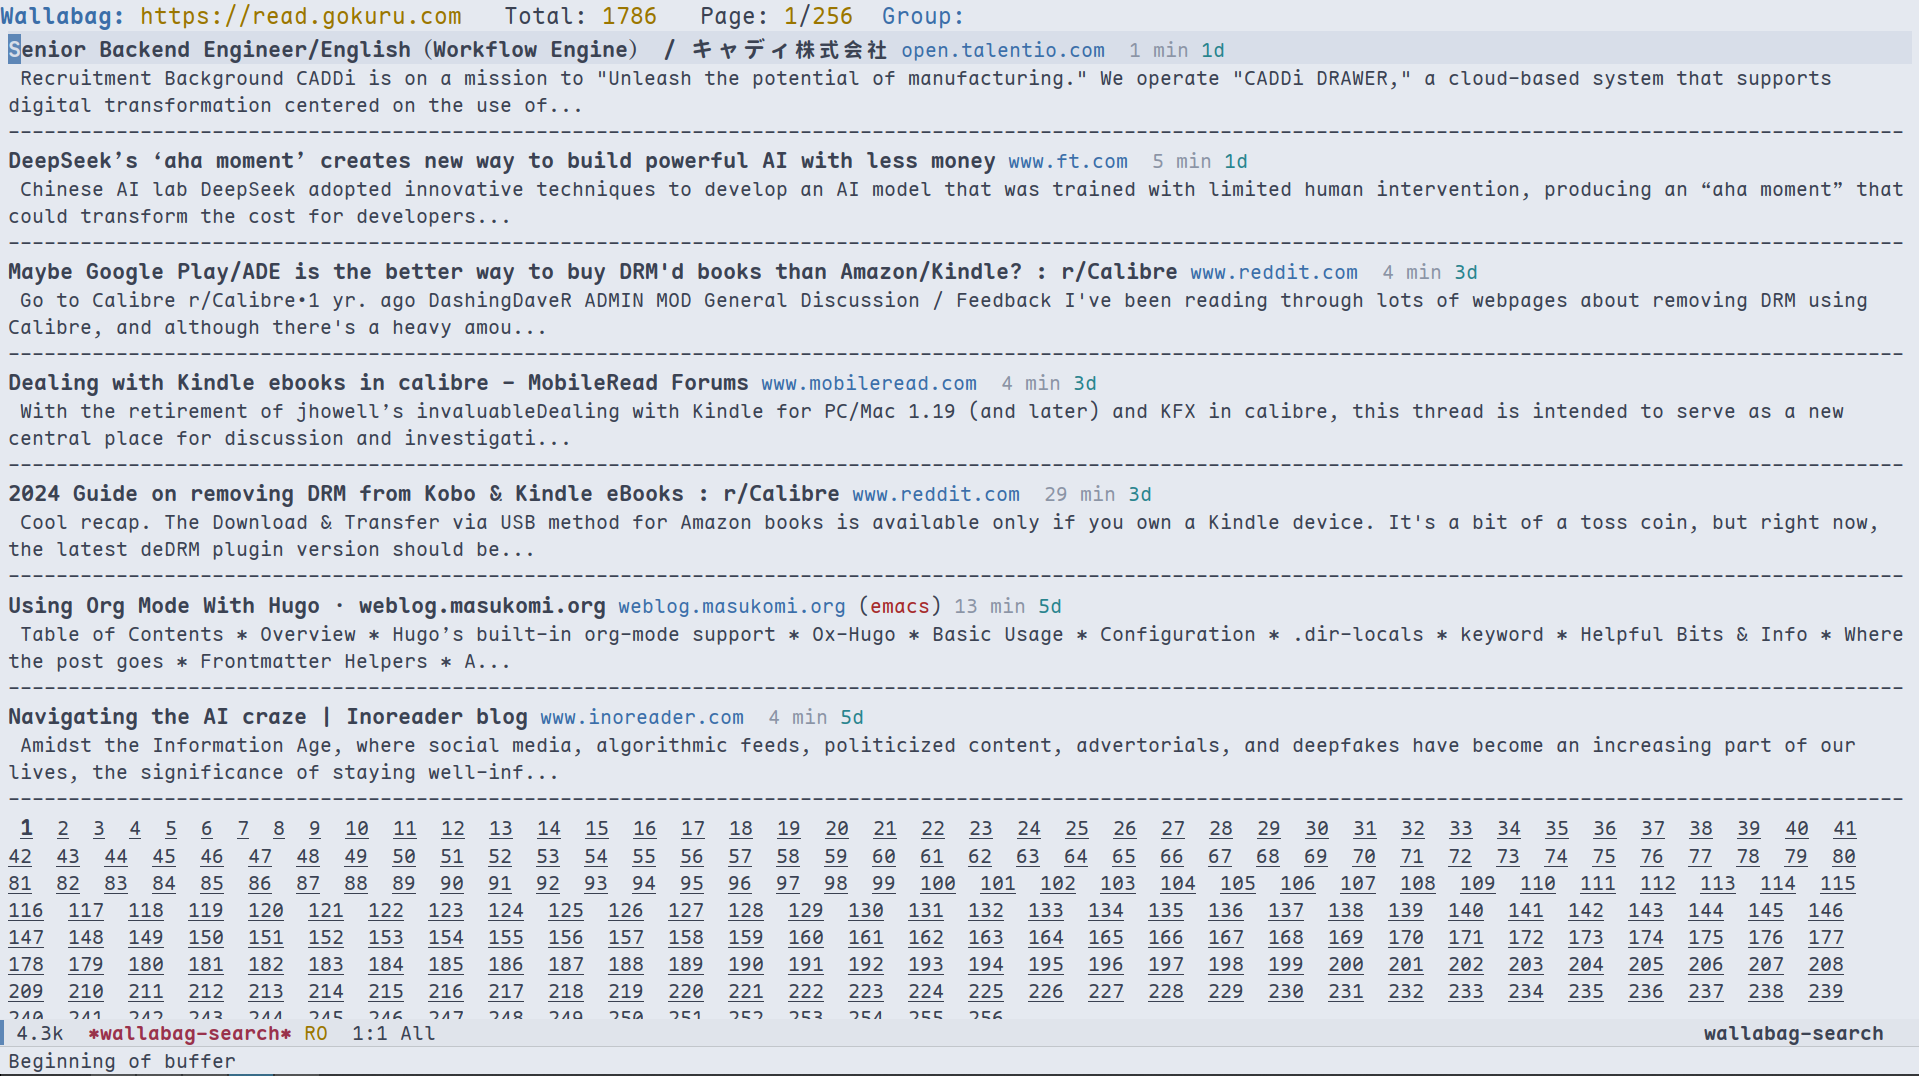 Wallabag: https://read.gokuru.com Total: 1786 Page: 1/256 Group:
Senior Backend Engineer/English (Workflow Engine) / キャディ株式会社 open.talentio.com 1 min 1d
Recruitment Background CADDi is on a mission to "Unleash the potential of manufacturing." We operate "CADDi DRAWER," a cloud-based system that supports
digital transformation centered on the use of...
DeepSeek’s ‘aha moment’ creates new way to build powerful AI with less money www.ft.com 5 min 1d
Chinese AI lab DeepSeek adopted innovative techniques to develop an AI model that was trained with limited human intervention, producing an “aha moment” that
could transform the cost for developers...
Maybe Google Play/ADE is the better way to buy DRM'd books than Amazon/Kindle? : r/Calibre www.reddit.com 4 min 3d
Go to Calibre r/Calibre•1 yr. ago DashingDaveR ADMIN MOD General Discussion / Feedback I've been reading through lots of webpages about removing DRM using
Calibre, and although there's a heavy amou...
Dealing with Kindle ebooks in calibre - MobileRead Forums www.mobileread.com 4 min 3d
With the retirement of jhowell’s invaluableDealing with Kindle for PC/Mac 1.19 (and later) and KFX in calibre, this thread is intended to serve as a new
central place for discussion and investigati...
2024 Guide on removing DRM from Kobo & Kindle eBooks : r/Calibre www.reddit.com 29 min 3d
Cool recap. The Download & Transfer via USB method for Amazon books is available only if you own a Kindle device. It's a bit of a toss coin, but right now,
the latest deDRM plugin version should be...
Using Org Mode With Hugo · weblog.masukomi.org weblog.masukomi.org (emacs) 13 min 5d
Table of Contents * Overview * Hugo’s built-in org-mode support * Ox-Hugo * Basic Usage * Configuration * .dir-locals * keyword * Helpful Bits & Info * Where
the post goes * Frontmatter Helpers * A...
Navigating the AI craze | Inoreader blog www.inoreader.com 4 min 5d
Amidst the Information Age, where social media, algorithmic feeds, politicized content, advertorials, and deepfakes have become an increasing part of our
lives, the significance of staying well-inf...
1 2 3 4 5 6 7 8 9 10 11 12 13 14 15 16 17 18 19 20 21 22 23 24 25 26 27 28 29 30 31 32 33 34 35 36 37 38 39 40 41
42 43 44 45 46 47 48 49 50 51 52 53 54 55 56 57 58 59 60 61 62 63 64 65 66 67 68 69 70 71 72 73 74 75 76 77 78 79 80
81 82 83 84 85 86 87 88 89 90 91 92 93 94 95 96 97 98 99 100 101 102 103 104 105 106 107 108 109 110 111 112 113 114 115
116 117 118 119 120 121 122 123 124 125 126 127 128 129 130 131 132 133 134 135 136 137 138 139 140 141 142 143 144 145 146
147 148 149 150 151 152 153 154 155 156 157 158 159 160 161 162 163 164 165 166 167 168 169 170 171 172 173 174 175 176 177
178 179 180 181 182 183 184 185 186 187 188 189 190 191 192 193 194 195 196 197 198 199 200 201 202 203 204 205 206 207 208
209 210 211 212 213 214 215 216 217 218 219 220 221 222 223 224 225 226 227 228 229 230 231 232 233 234 235 236 237 238 239
240 241 242 243 244 245 246 247 248 249 250 251 252 253 254 255 256
4.3k *wallabag-search* RO 1:1 All wallabag-search
Beginning of buffer